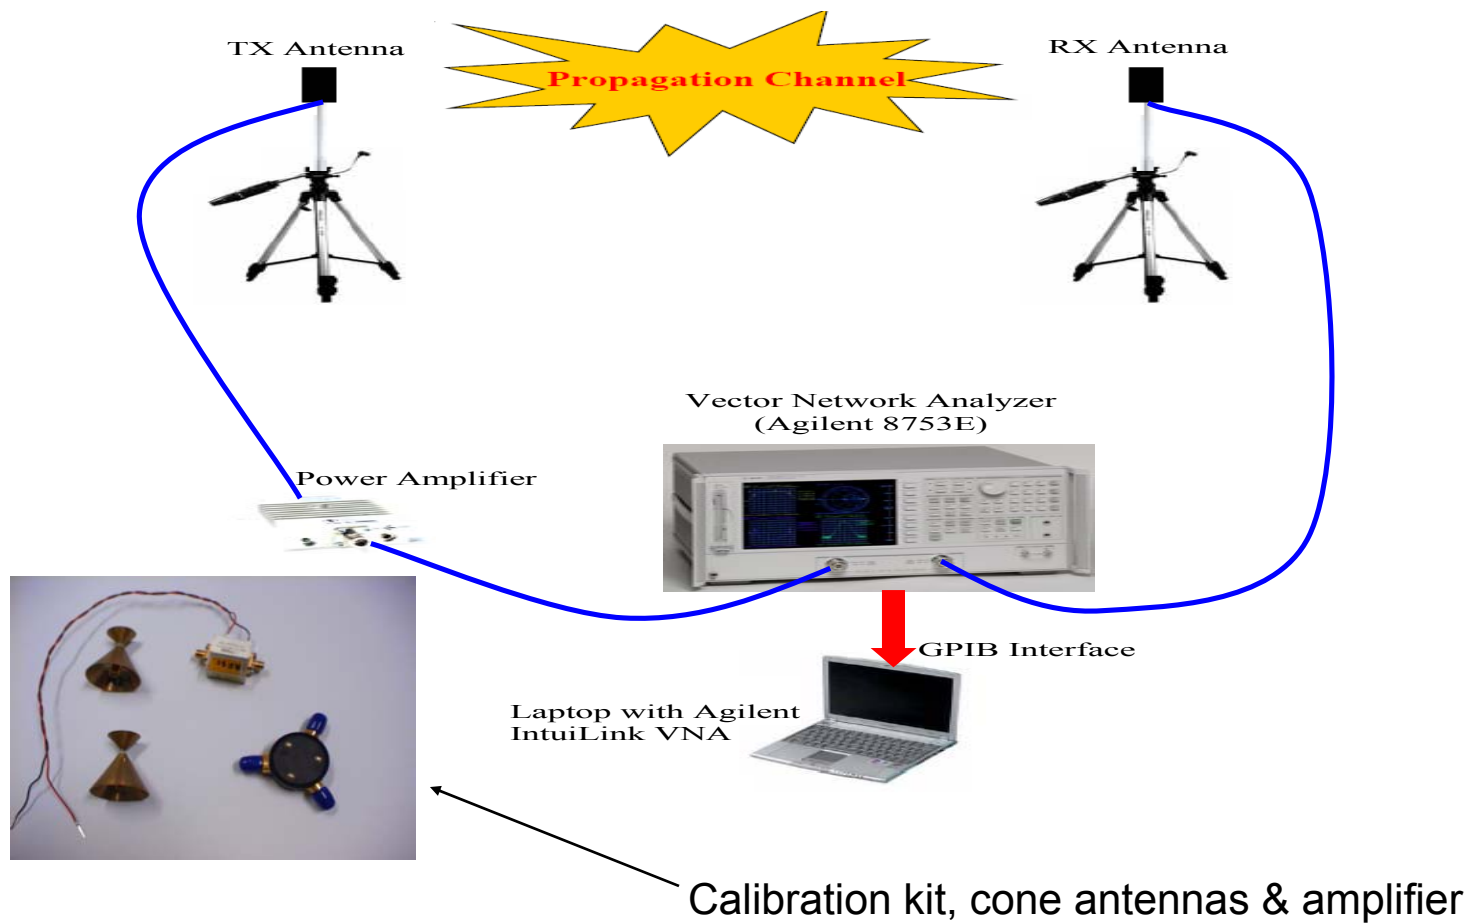 TX Antenna
Propagation Channel
RX Antenna
Vector Network Analyzer
(Agilent 8753E)
Power Amplifier
GPIB Interface
Laptop with Agilent
IntuiLink VNA
Calibration kit, cone antennas & amplifier